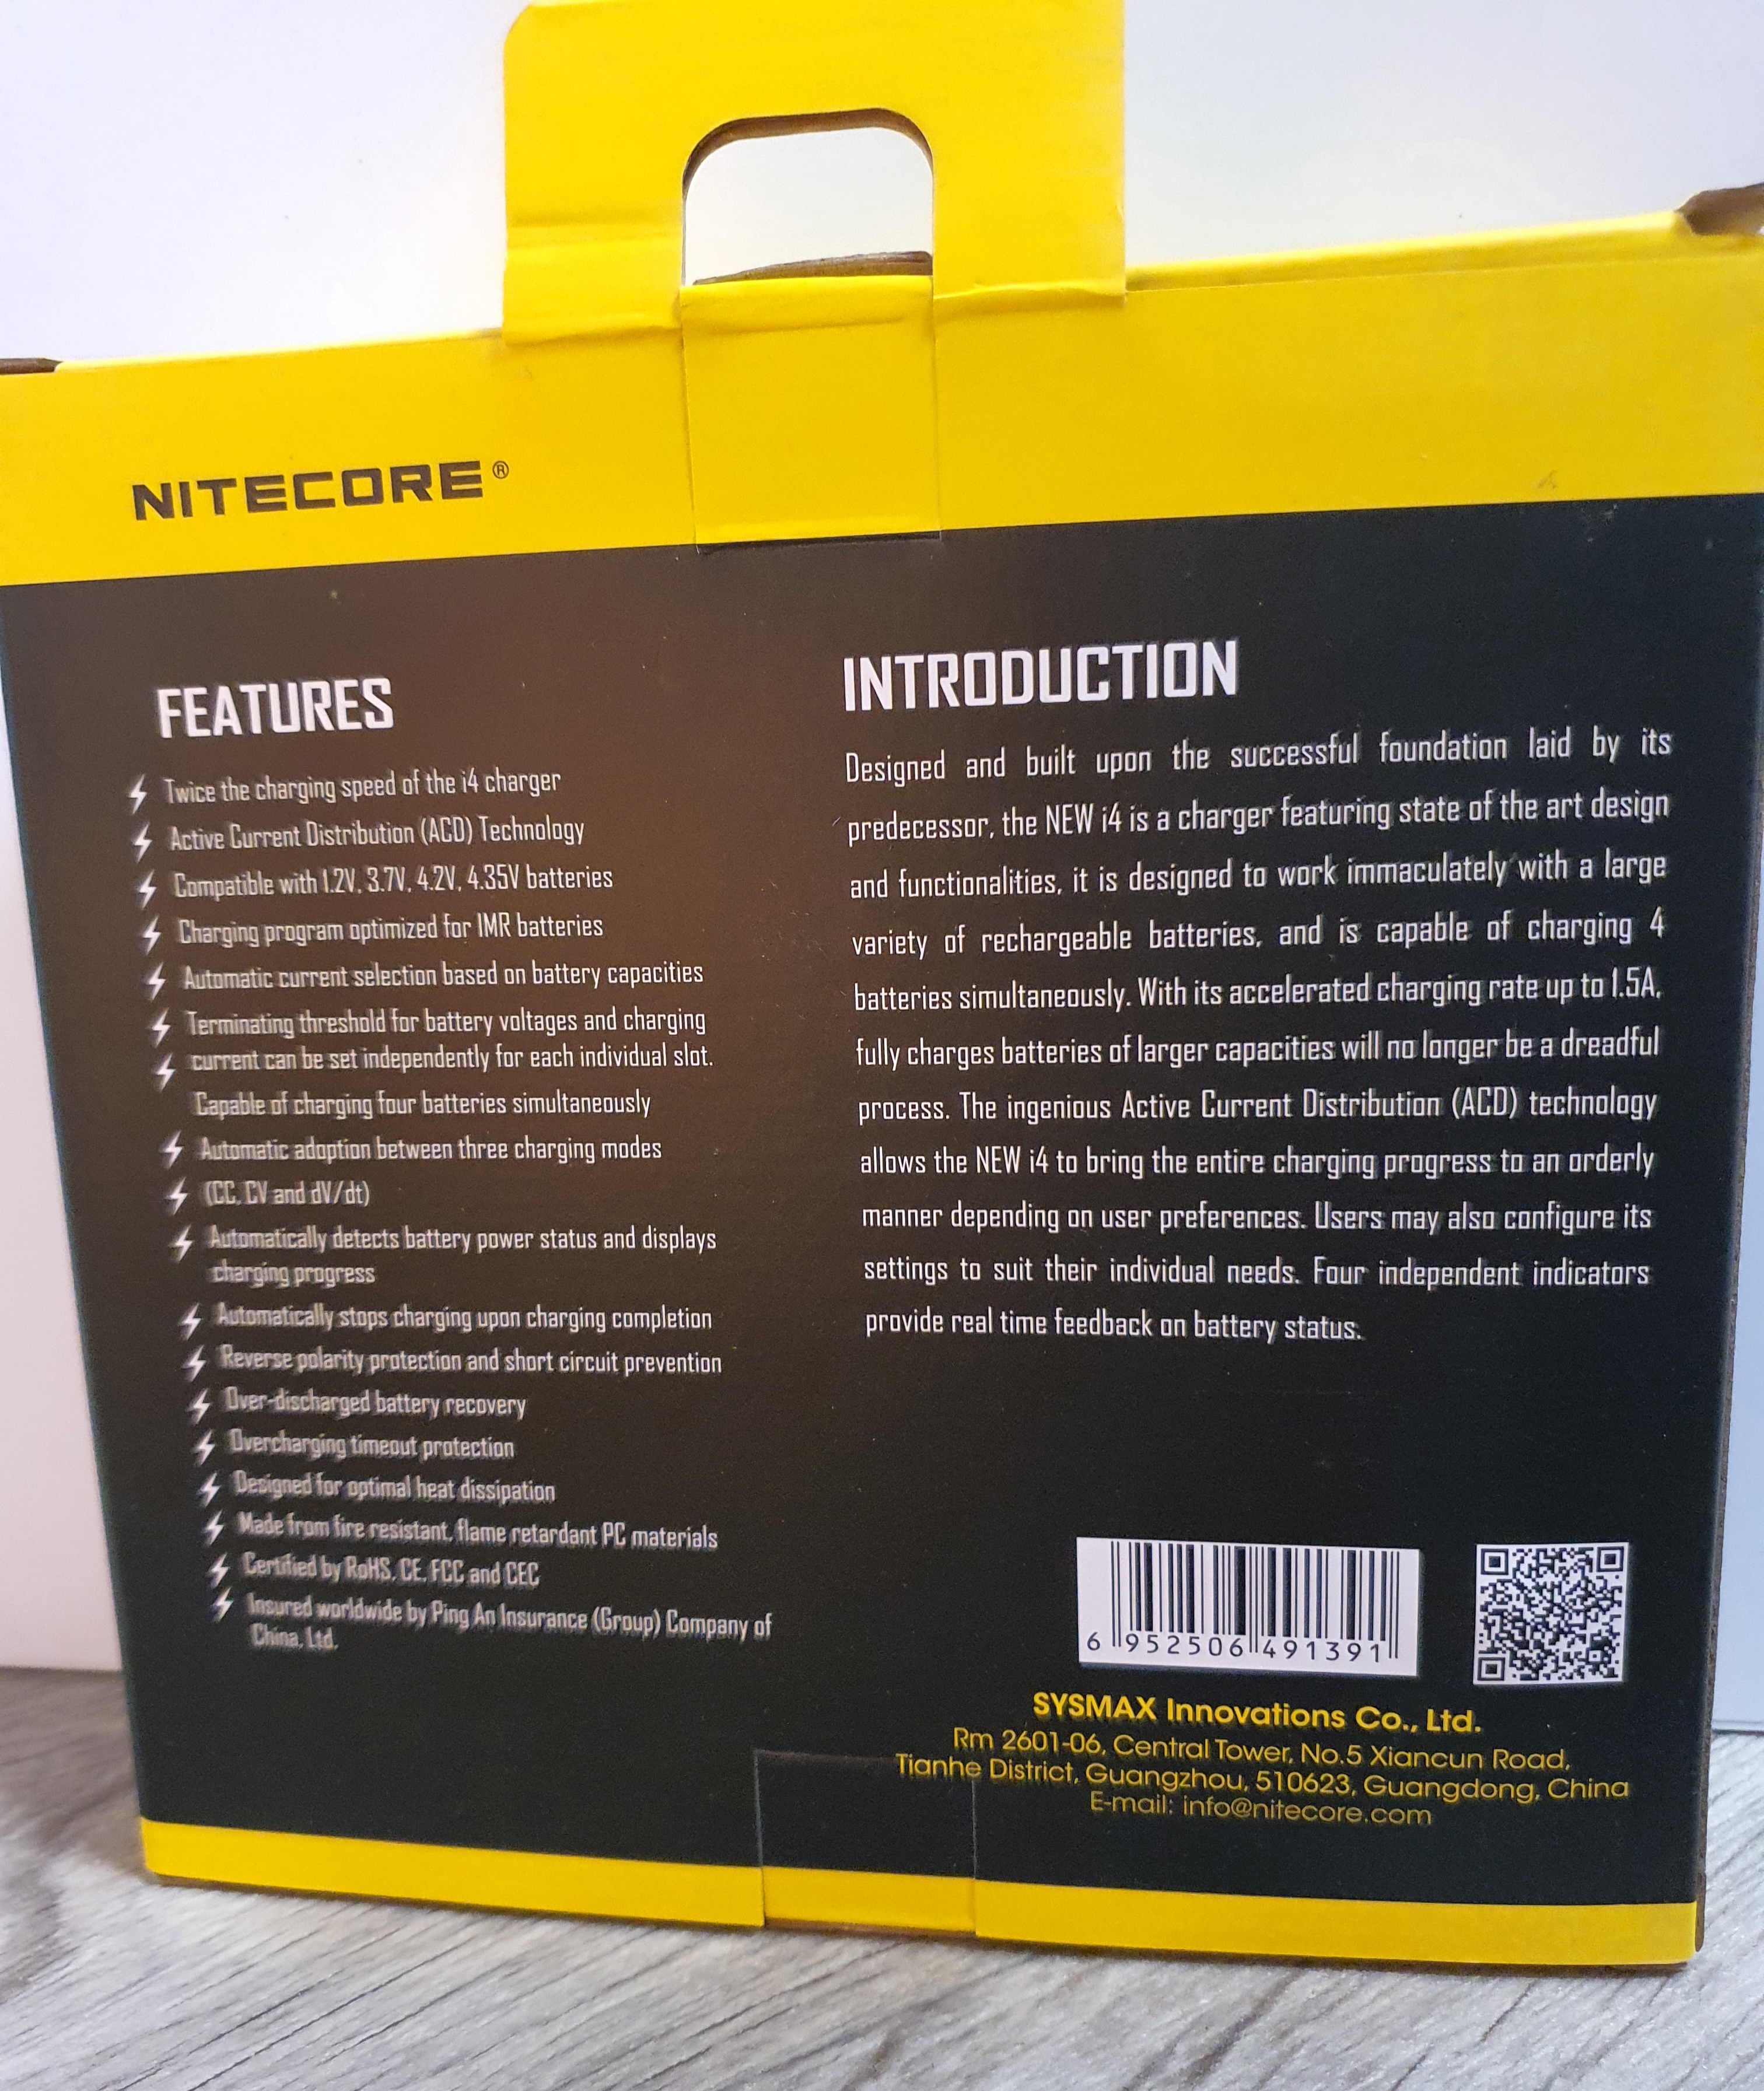 NITECORE®
FEATURES
Twice the charging speed of the i4 charger
Active Current Distribution (ACD) Technology
Compatible with 1.2V, 3.7V, 4.2V, 4.35V batteries
Charging program optimized for IMR batteries
Automatic current selection based on battery capacities
Terminating threshold for battery voltages and charging
current can be set independently for each individual slot.
Capable of charging four batteries simultaneously
Automatic adoption between three charging modes
(CC, CV and dV/dt)
Automatically detects battery power status and displays
charging progress
Automatically stops charging upon charging completion
Reverse polarity protection and short circuit prevention
Over-discharged battery recovery
Overcharging timeout protection
Designed for optimal heat dissipation
Made from fire resistant, flame retardant PC materials
Certified by RoHS, CE, FCC and CEC
Insured worldwide by Ping An Insurance (Group) Company of
China, Ltd.
INTRODUCTION
Designed and built upon the successful foundation laid by its
predecessor, the NEW i4 is a charger featuring state of the art design
and functionalities, it is designed to work immaculately with a large
variety of rechargeable batteries, and is capable of charging 4
batteries simultaneously. With its accelerated charging rate up to 1.5A,
fully charges batteries of larger capacities will no longer be a dreadful
process. The ingenious Active Current Distribution (ACD) technology
allows the NEW i4 to bring the entire charging progress to an orderly
manner depending on user preferences. Users may also configure its
settings to suit their individual needs. Four independent indicators
provide real time feedback on battery status.
6 952506 491391
SYSMAX Innovations Co., Ltd.
Rm 2601-06, Central Tower, No.5 Xiancun Road,
Tianhe District, Guangzhou, 510623, Guangdong, China
E-mail: info@nitecore.com